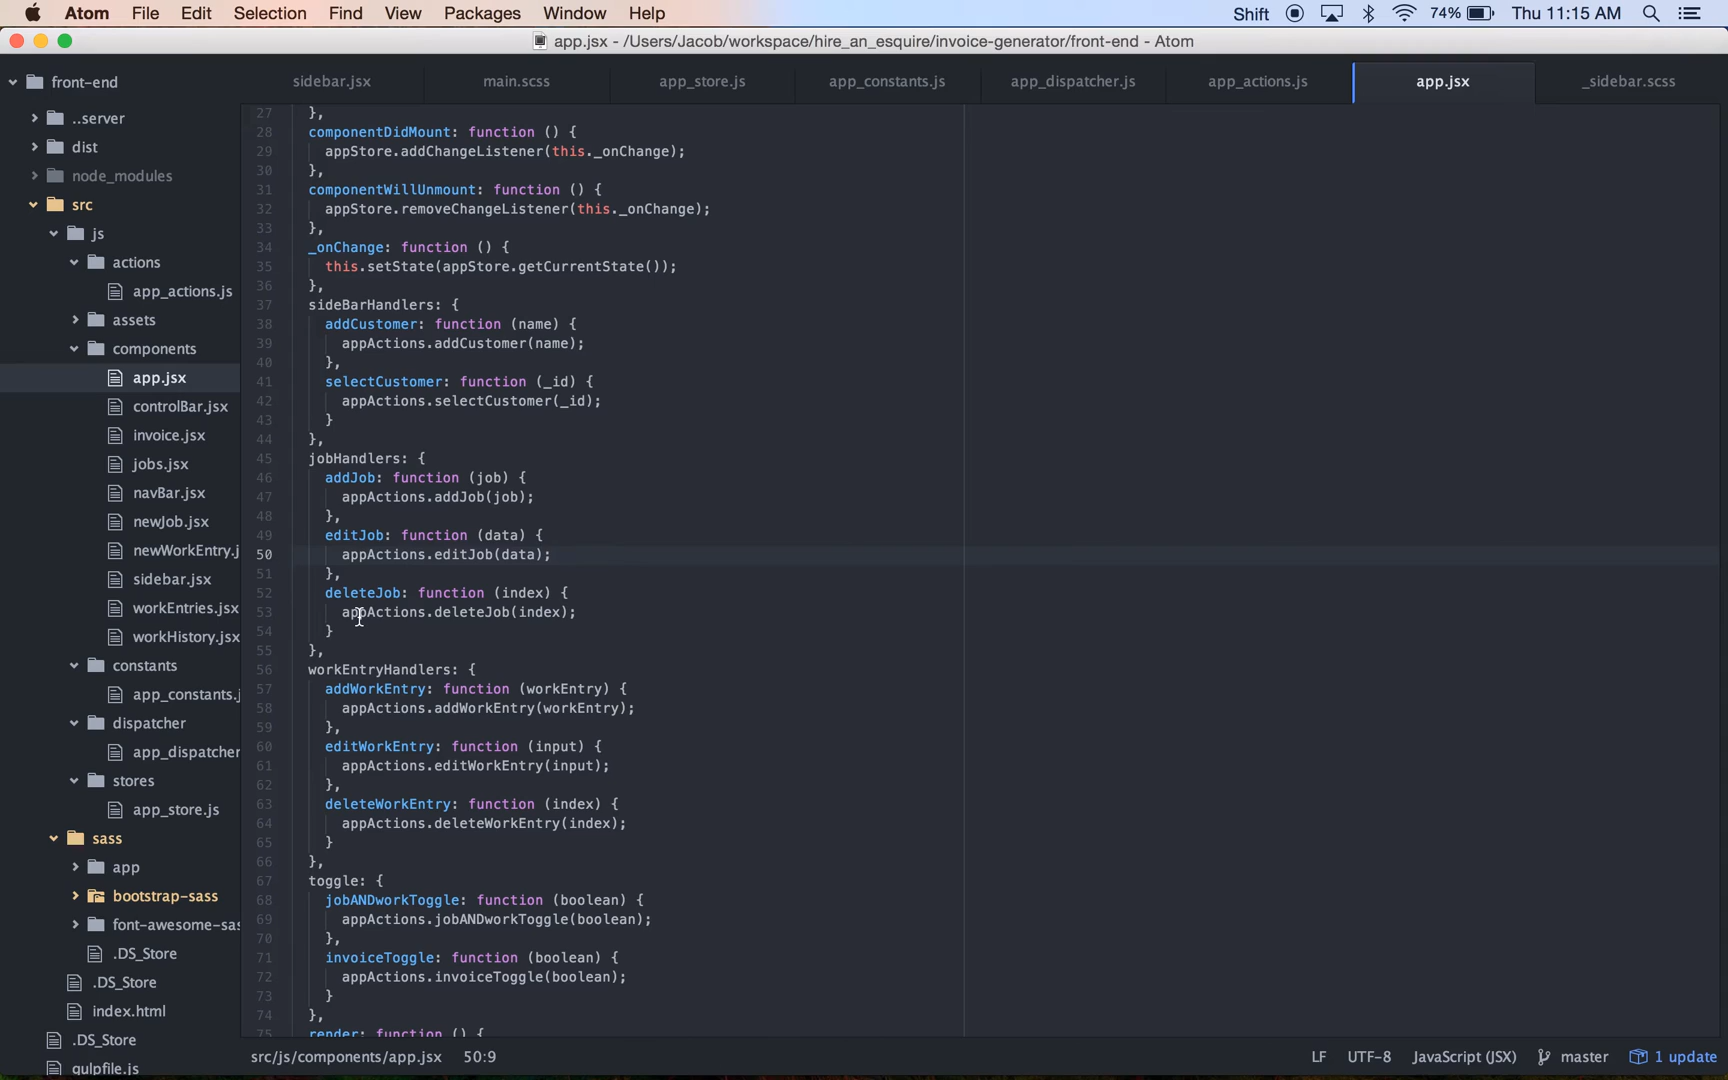 Atom File Edit Selection Find View Packages Window Help Shift 74% Thu 11:15 AM
app.jsx - /Users/Jacob/workspace/hire_an_esquire/invoice-generator/front-end - Atom
front-end
..server
dist
node_modules
src
js
actions
app_actions.js
assets
components
app.jsx
controlBar.jsx
invoice.jsx
jobs.jsx
navBar.jsx
newJob.jsx
newWorkEntry.j
sidebar.jsx
workEntries.jsx
workHistory.jsx
constants
app_constants.j
dispatcher
app_dispatcher
stores
app_store.js
sass
app
bootstrap-sass
font-awesome-sas
.DS_Store
.DS_Store
index.html
.DS_Store
gulpfile.js
sidebar.jsx main.scss app_store.js app_constants.js app_dispatcher.js app_actions.js app.jsx _sidebar.scss
27 },
28 componentDidMount: function () {
29 appStore.addChangeListener(this._onChange);
30 },
31 componentWillUnmount: function () {
32 appStore.removeChangeListener(this._onChange);
33 },
34 _onChange: function () {
35 this.setState(appStore.getCurrentState());
36 },
37 sideBarHandlers: {
38 addCustomer: function (name) {
39 appActions.addCustomer(name);
40 },
41 selectCustomer: function (_id) {
42 appActions.selectCustomer(_id);
43 }
44 },
45 jobHandlers: {
46 addJob: function (job) {
47 appActions.addJob(job);
48 },
49 editJob: function (data) {
50 appActions.editJob(data);
51 },
52 deleteJob: function (index) {
53 appActions.deleteJob(index);
54 }
55 },
56 workEntryHandlers: {
57 addWorkEntry: function (workEntry) {
58 appActions.addWorkEntry(workEntry);
59 },
60 editWorkEntry: function (input) {
61 appActions.editWorkEntry(input);
62 },
63 deleteWorkEntry: function (index) {
64 appActions.deleteWorkEntry(index);
65 }
66 },
67 toggle: {
68 jobANDworkToggle: function (boolean) {
69 appActions.jobANDworkToggle(boolean);
70 },
71 invoiceToggle: function (boolean) {
72 appActions.invoiceToggle(boolean);
73 }
74 },
75 render: function () {
src/js/components/app.jsx 50:9 LF UTF-8 JavaScript (JSX) master 1 update